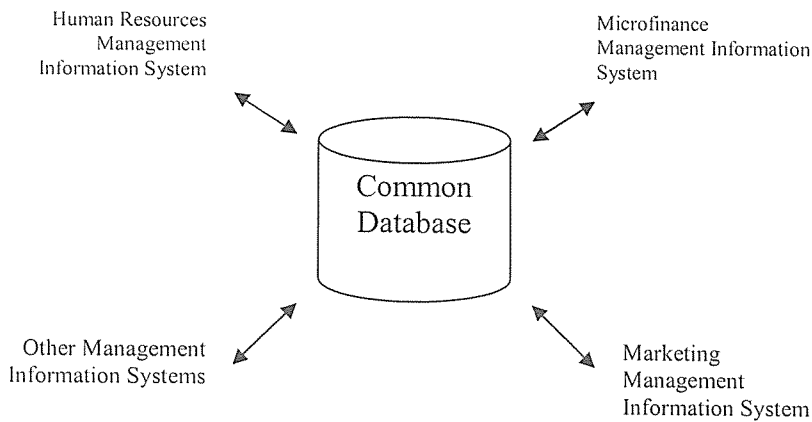 Human Resources
Management
Information System
Microfinance
Management Information
System
Common
Database
Other Management
Information Systems
Marketing
Management
Information System